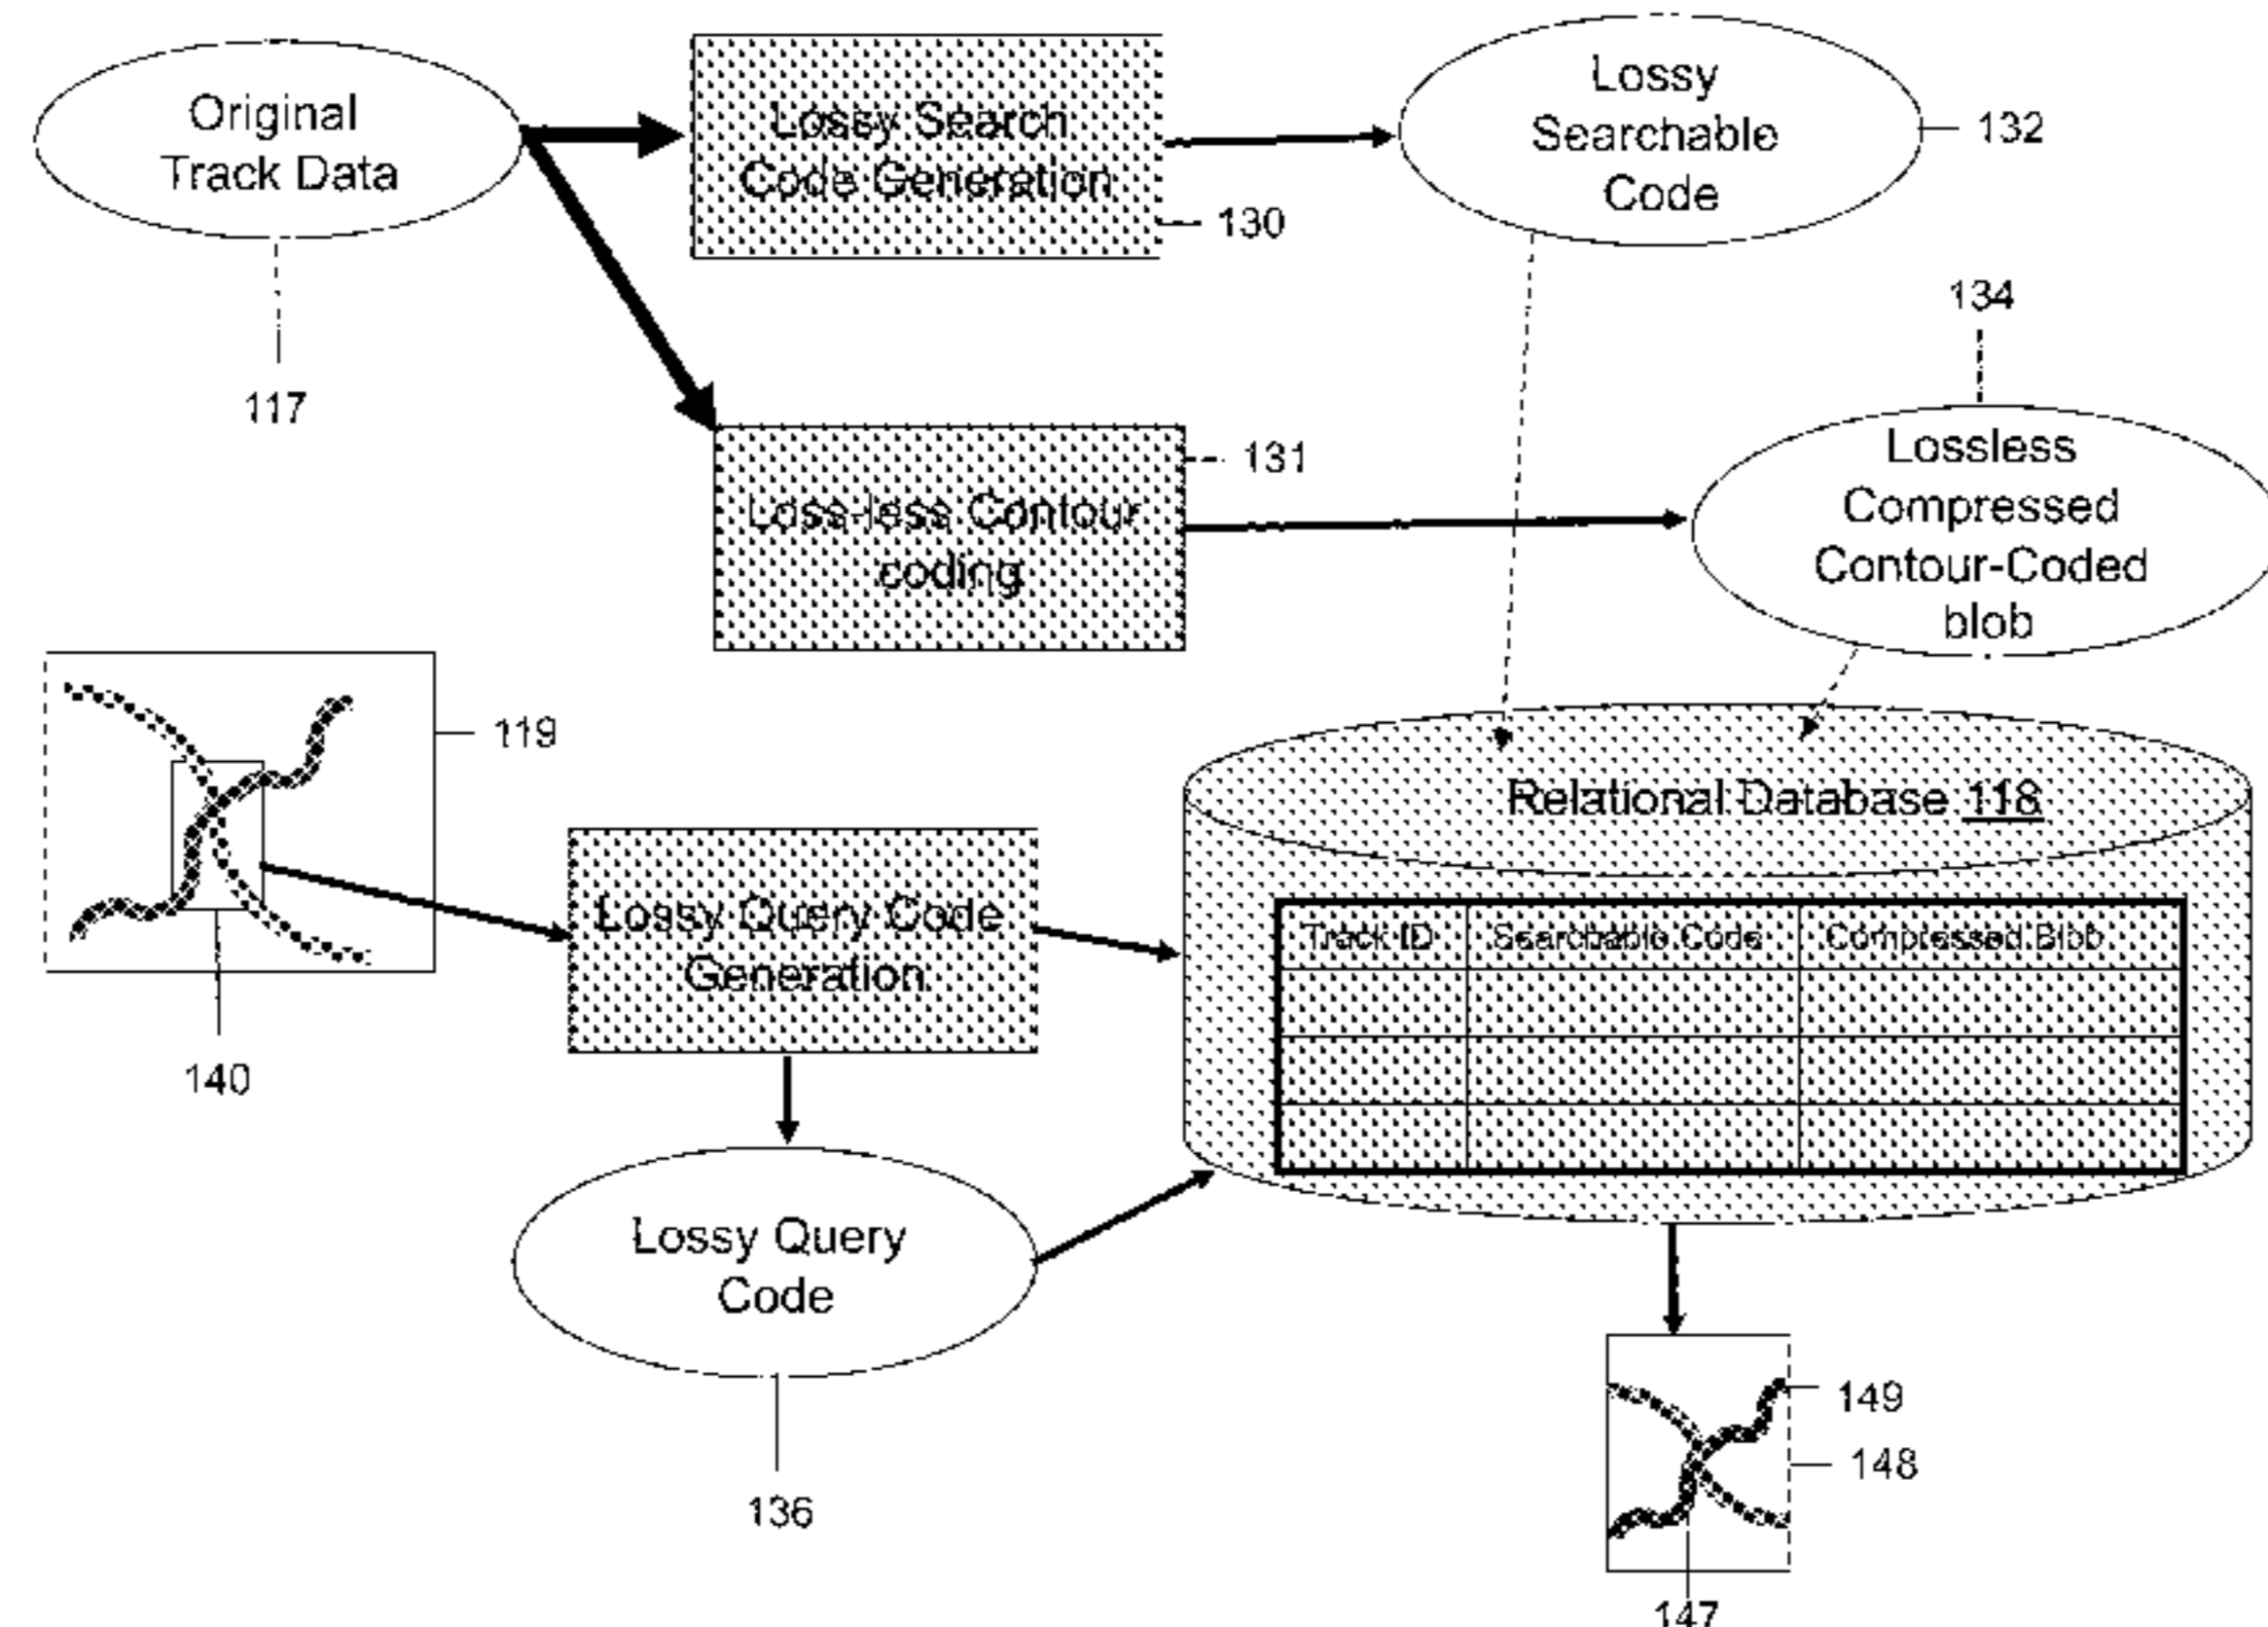 Original
Track Data
117
Lossy Search
Code Generation
130
Lossy
Searchable
Code
132
134
Loss-less Contour
coding
131
Lossless
Compressed
Contour-Coded
blob
119
140
Lossy Query Code
Generation
Relational Database 118
Track ID Searchable Code Compressed Blob
Lossy Query
Code
136
149
148
147